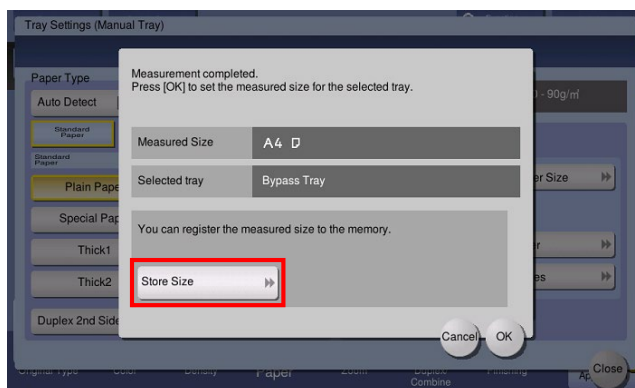 Tray Settings (Manual Tray)
Paper Type
Auto Detect
Standard
Paper
Standard
Paper
Plain Pape
Special Pap
Thick1
Thick2
Duplex 2nd Side
Measurement completed.
Press [OK] to set the measured size for the selected tray.
Measured Size A4
Selected tray Bypass Tray
You can register the measured size to the memory.
Store Size
Cancel OK
- 90g/㎡
er Size
r
es
Original Type Color Density Paper Zoom Duplex/
Combine Finishing
Close